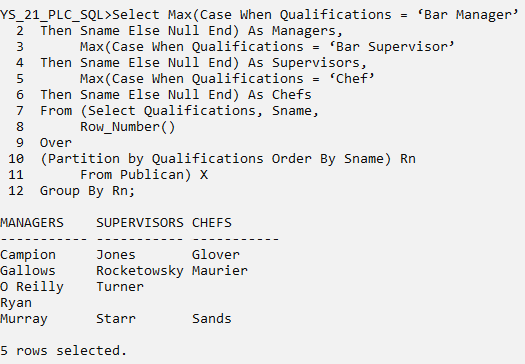 YS_21_PLC_SQL>Select Max(Case When Qualifications = ‘Bar Manager’
2 Then Sname Else Null End) As Managers,
3 Max(Case When Qualifications = ‘Bar Supervisor’
4 Then Sname Else Null End) As Supervisors,
5 Max(Case When Qualifications = ‘Chef’
6 Then Sname Else Null End) As Chefs
7 From (Select Qualifications, Sname,
8 Row_Number()
9 Over
10 (Partition by Qualifications Order By Sname) Rn
11 From Publican) X
12 Group By Rn;
MANAGERS SUPERVISORS CHEFS
----------- ----------- -----------
Campion Jones Glover
Gallows Rocketowsky Maurier
O Reilly Turner
Ryan
Murray Starr Sands
5 rows selected.